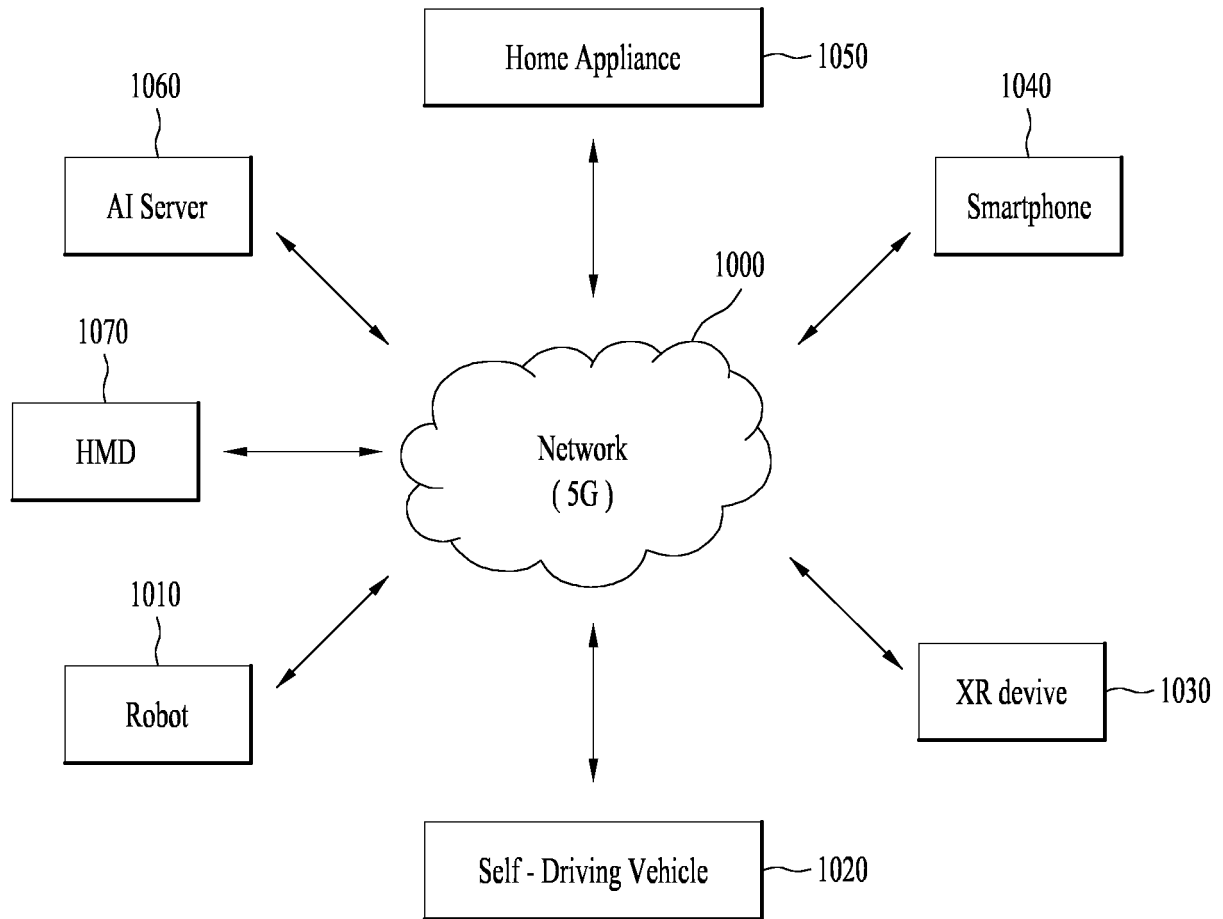 Home Appliance
1050
1060
1040
AI Server
Smartphone
1000
1070
HMD
Network
( 5G )
1010
Robot
XR devive
1030
Self - Driving Vehicle
1020